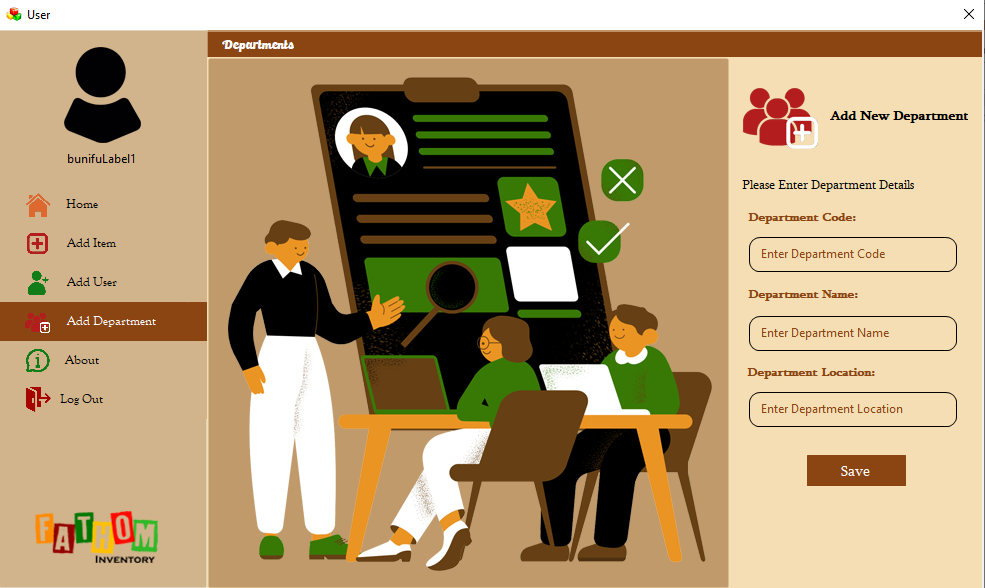 User
Departments
bunifuLabel1
Home
Add Item
Add User
Add Department
About
Log Out
FATHOM
INVENTORY
Add New Department
Please Enter Department Details
Department Code:
Enter Department Code
Department Name:
Enter Department Name
Department Location:
Enter Department Location
Save